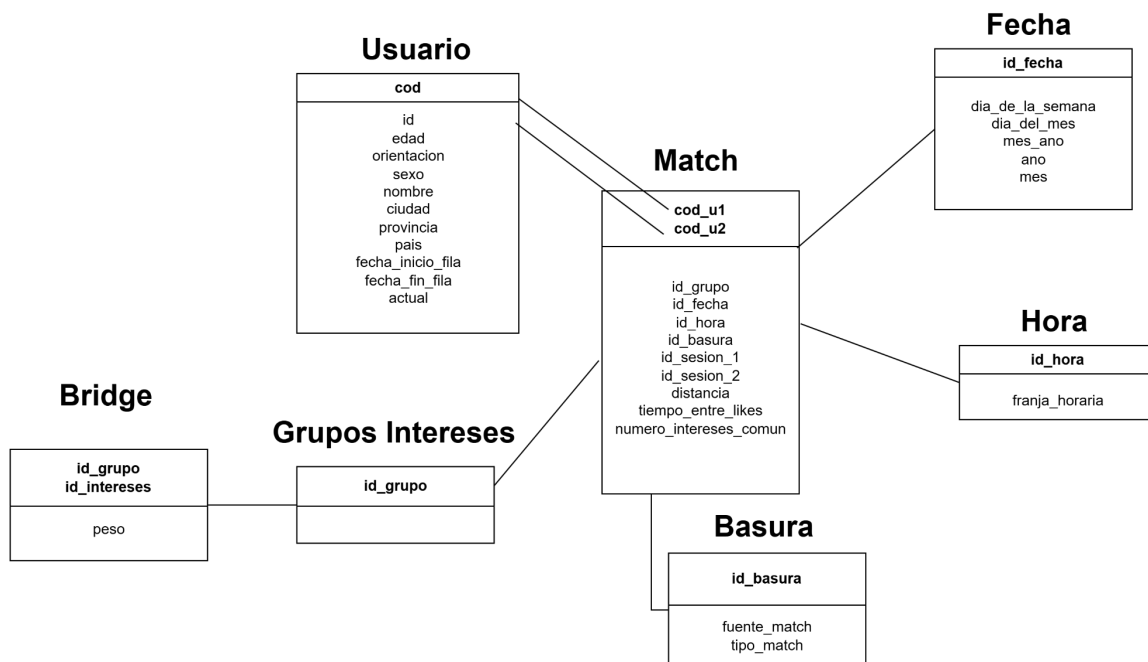 Usuario
cod
id
edad
orientacion
sexo
nombre
ciudad
provincia
pais
fecha_inicio_fila
fecha_fin_fila
actual
Fecha
id_fecha
dia_de_la_semana
dia_del_mes
mes_ano
ano
mes
Match
cod_u1
cod_u2
id_grupo
id_fecha
id_hora
id_basura
id_sesion_1
id_sesion_2
distancia
tiempo_entre_likes
numero_intereses_comun
Hora
id_hora
franja_horaria
Bridge
id_grupo
id_intereses
peso
Grupos Intereses
id_grupo
Basura
id_basura
fuente_match
tipo_match